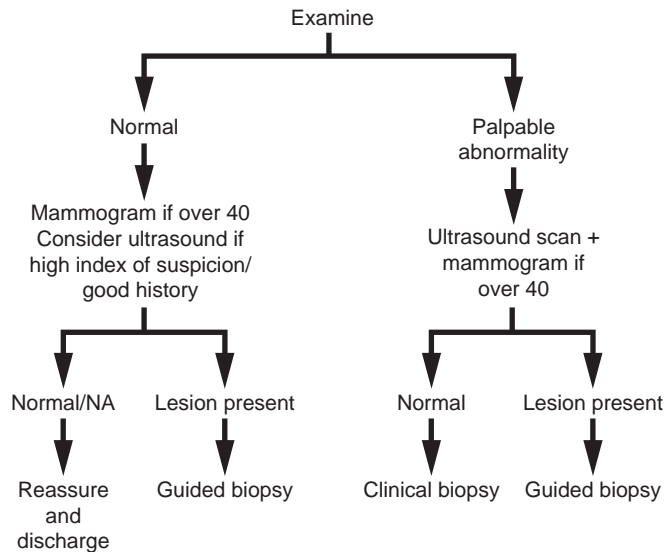 Examine
Normal
Palpable
abnormality
Mammogram if over 40
Consider ultrasound if
high index of suspicion/
good history
Ultrasound scan +
mammogram if
over 40
Normal/NA
Lesion present
Normal
Lesion present
Reassure
and
discharge
Guided biopsy
Clinical biopsy
Guided biopsy